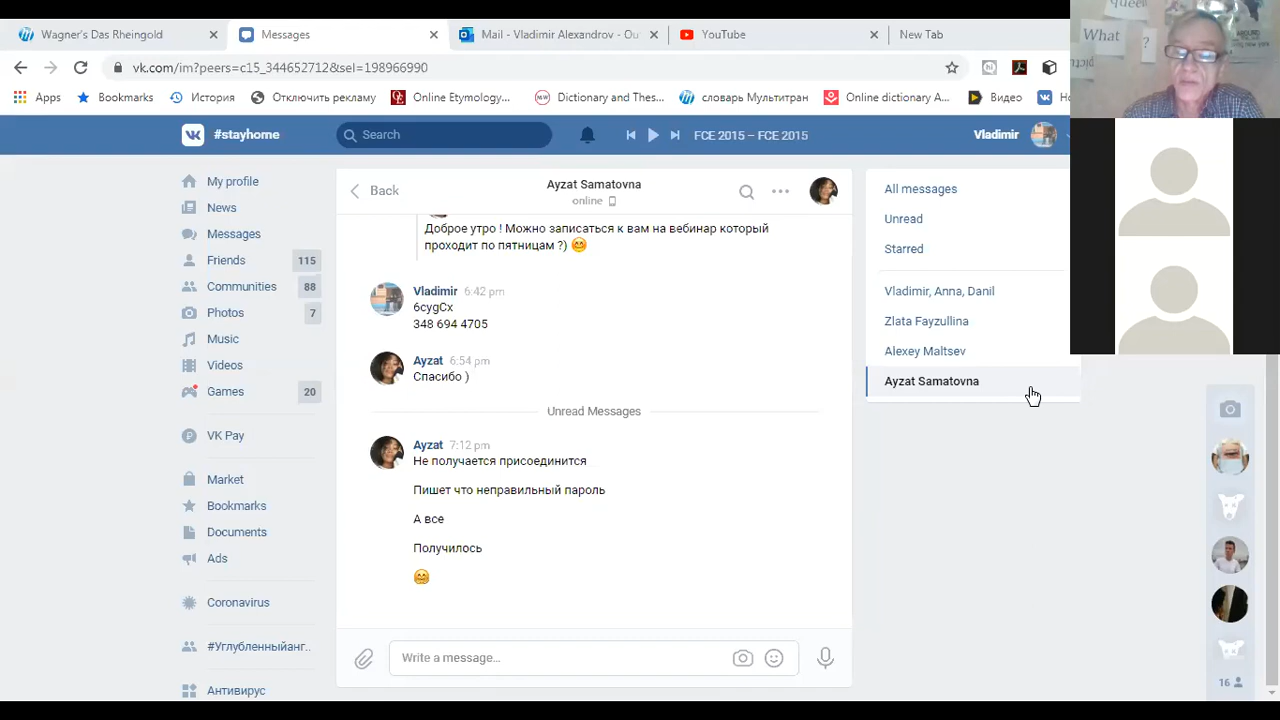 Wagner's Das Rheingold
Messages
Mail - Vladimir Alexandrov - Ou
YouTube
New Tab
vk.com/im?peers=c15_344652712&sel=198966990
Apps
Bookmarks
История
Отключить рекламу
Online Etymology...
Dictionary and Thes...
словарь Мультитран
Online dictionary A...
Видео
Но
#stayhome
Search
FCE 2015 – FCE 2015
Vladimir
My profile
News
Messages
Friends
115
Communities
88
Photos
7
Music
Videos
Games
20
VK Pay
Market
Bookmarks
Documents
Ads
Coronavirus
#Углубленныйанг..
Антивирус
Back
Ayzat Samatovna
online
Доброе утро ! Можно записаться к вам на вебинар который
проходит по пятницам ?) 😊
Vladimir 6:42 pm
6cygCx
348 694 4705
Ayzat 6:54 pm
Спасибо )
Unread Messages
Ayzat 7:12 pm
Не получается присоединится
Пишет что неправильный пароль
А все
Получилось
🤗
Write a message...
All messages
Unread
Starred
Vladimir, Anna, Danil
Zlata Fayzullina
Alexey Maltsev
Ayzat Samatovna
16
What
?
queen